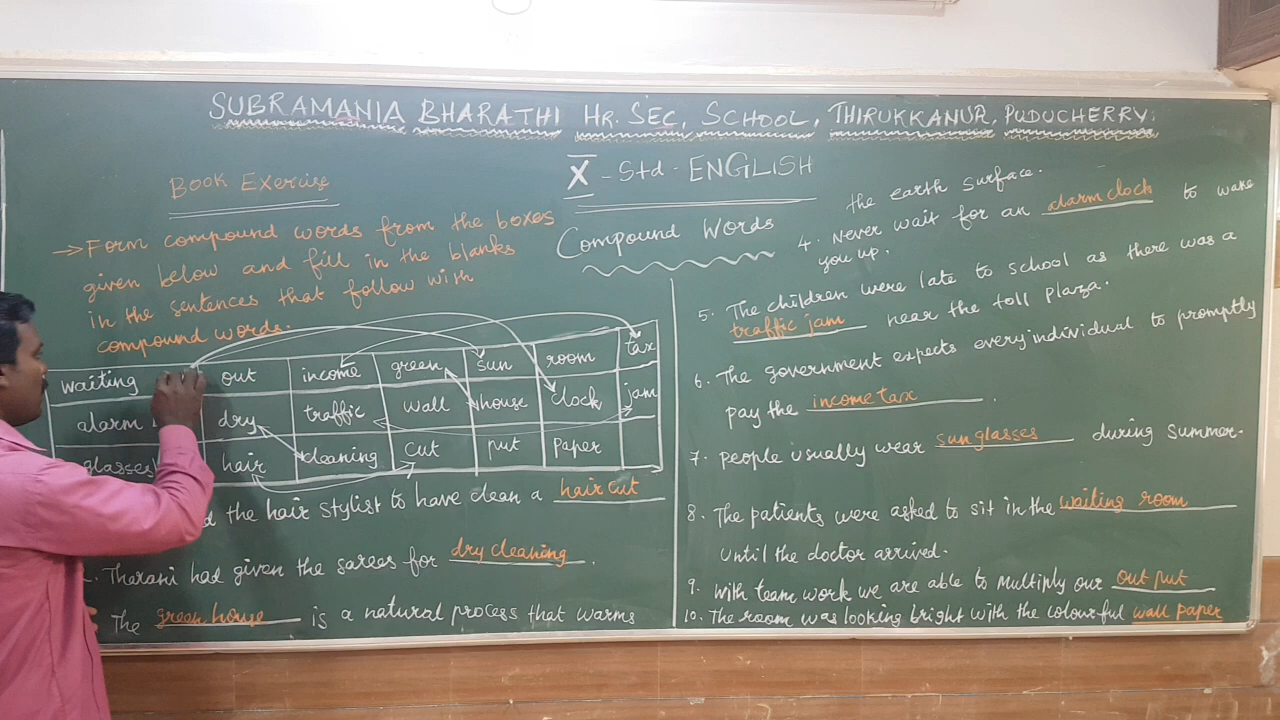 SUBRAMANIA BHARATHI HR. SEC. SCHOOL, THIRUKKANUR, PUDUCHERRY.
X - Std - ENGLISH
Compound Words
Book Exercise
→ Form compound words from the boxes
given below and fill in the blanks
in the sentences that follow with
compound words.
waiting out income green sun room tax
alarm dry traffic wall house clock jam
glasses hair cleaning cut put paper
the hair stylist to have clean a hair cut
Therani had given the sarees for dry cleaning.
The green house is a natural process that warms
the earth surface.
4. Never wait for an alarm clock to wake
you up.
5. The children were late to school as there was a
traffic jam near the toll plaza.
6. The government expects every individual to promptly
pay the income tax.
7. People usually wear sun glasses during summer.
8. The patients were asked to sit in the waiting room
until the doctor arrived.
9. With team work we are able to multiply our out put
10. The room was looking bright with the colourful wall paper